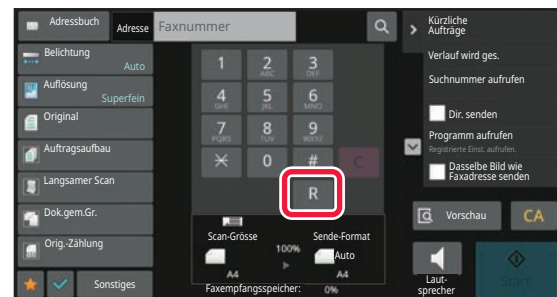 Adressbuch
Adresse
Faxnummer
Belichtung
Auto
Auflösung
Superfein
Original
Auftragsaufbau
Langsamer Scan
Dok.gem.Gr.
Orig.-Zählung
Sonstiges
1 2 3
ABC DEF
4 5 6
GHI JKL MNO
7 8 9
PQRS TUV WXYZ
0 #
C
R
Scan-Grösse
Sende-Format
100%
Auto
A4
A4
Faxempfangsspeicher: 0%
Kürzliche
Aufträge
Verlauf wird ges.
Suchnummer aufrufen
Dir. senden
Programm aufrufen
Registrierte Einst. aufrufen.
Dasselbe Bild wie
Faxadresse senden
Vorschau
CA
Laut-
sprecher
Start